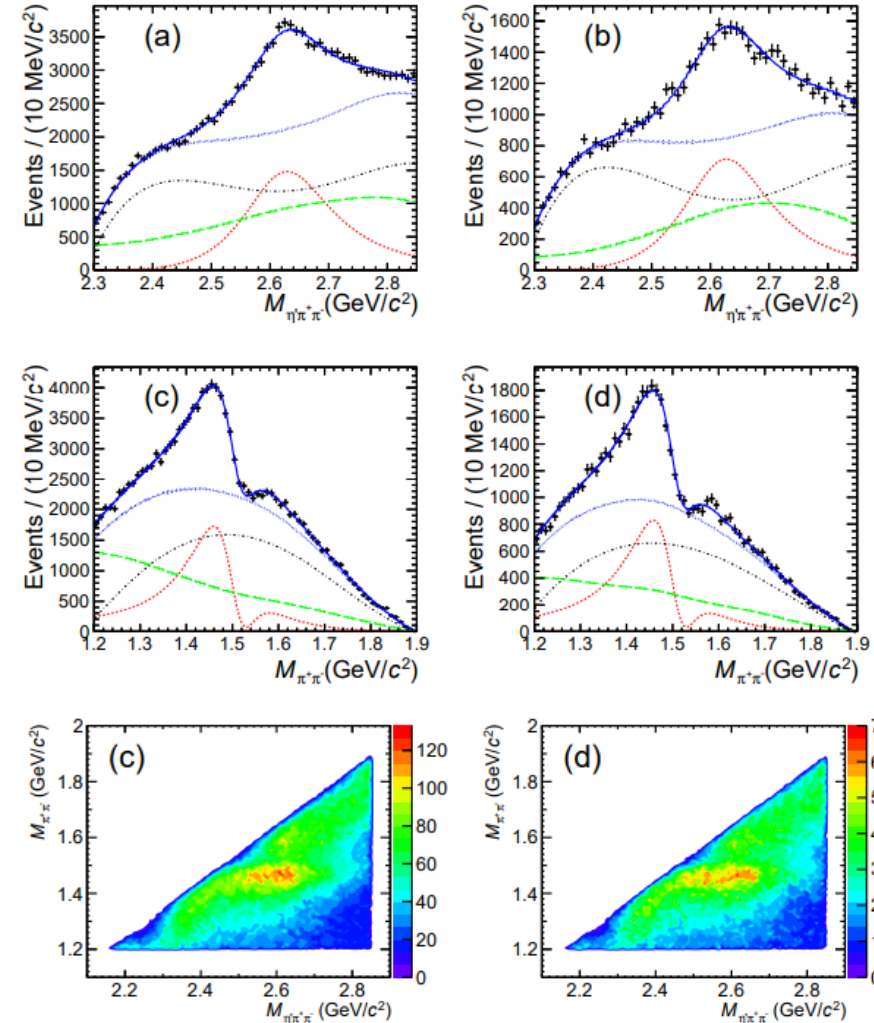 (a)
Events / (10 MeV/c²)
3500
3000
2500
2000
1500
1000
500
0
2.3 2.4 2.5 2.6 2.7 2.8
M η'π⁺π⁻ (GeV/c²)
(b)
Events / (10 MeV/c²)
1600
1400
1200
1000
800
600
400
200
0
2.3 2.4 2.5 2.6 2.7 2.8
M η'π⁺π⁻ (GeV/c²)
(c)
Events / (10 MeV/c²)
4000
3500
3000
2500
2000
1500
1000
500
0
1.2 1.3 1.4 1.5 1.6 1.7 1.8 1.9
M π⁺π⁻ (GeV/c²)
(d)
Events / (10 MeV/c²)
1800
1600
1400
1200
1000
800
600
400
200
0
1.2 1.3 1.4 1.5 1.6 1.7 1.8 1.9
M π⁺π⁻ (GeV/c²)
(c)
M π⁺π⁻ (GeV/c²)
2
1.8
1.6
1.4
1.2
2.2 2.4 2.6 2.8
M η'π⁺π⁻ (GeV/c²)
120
100
80
60
40
20
0
(d)
M π⁺π⁻ (GeV/c²)
2
1.8
1.6
1.4
1.2
2.2 2.4 2.6 2.8
M η'π⁺π⁻ (GeV/c²)